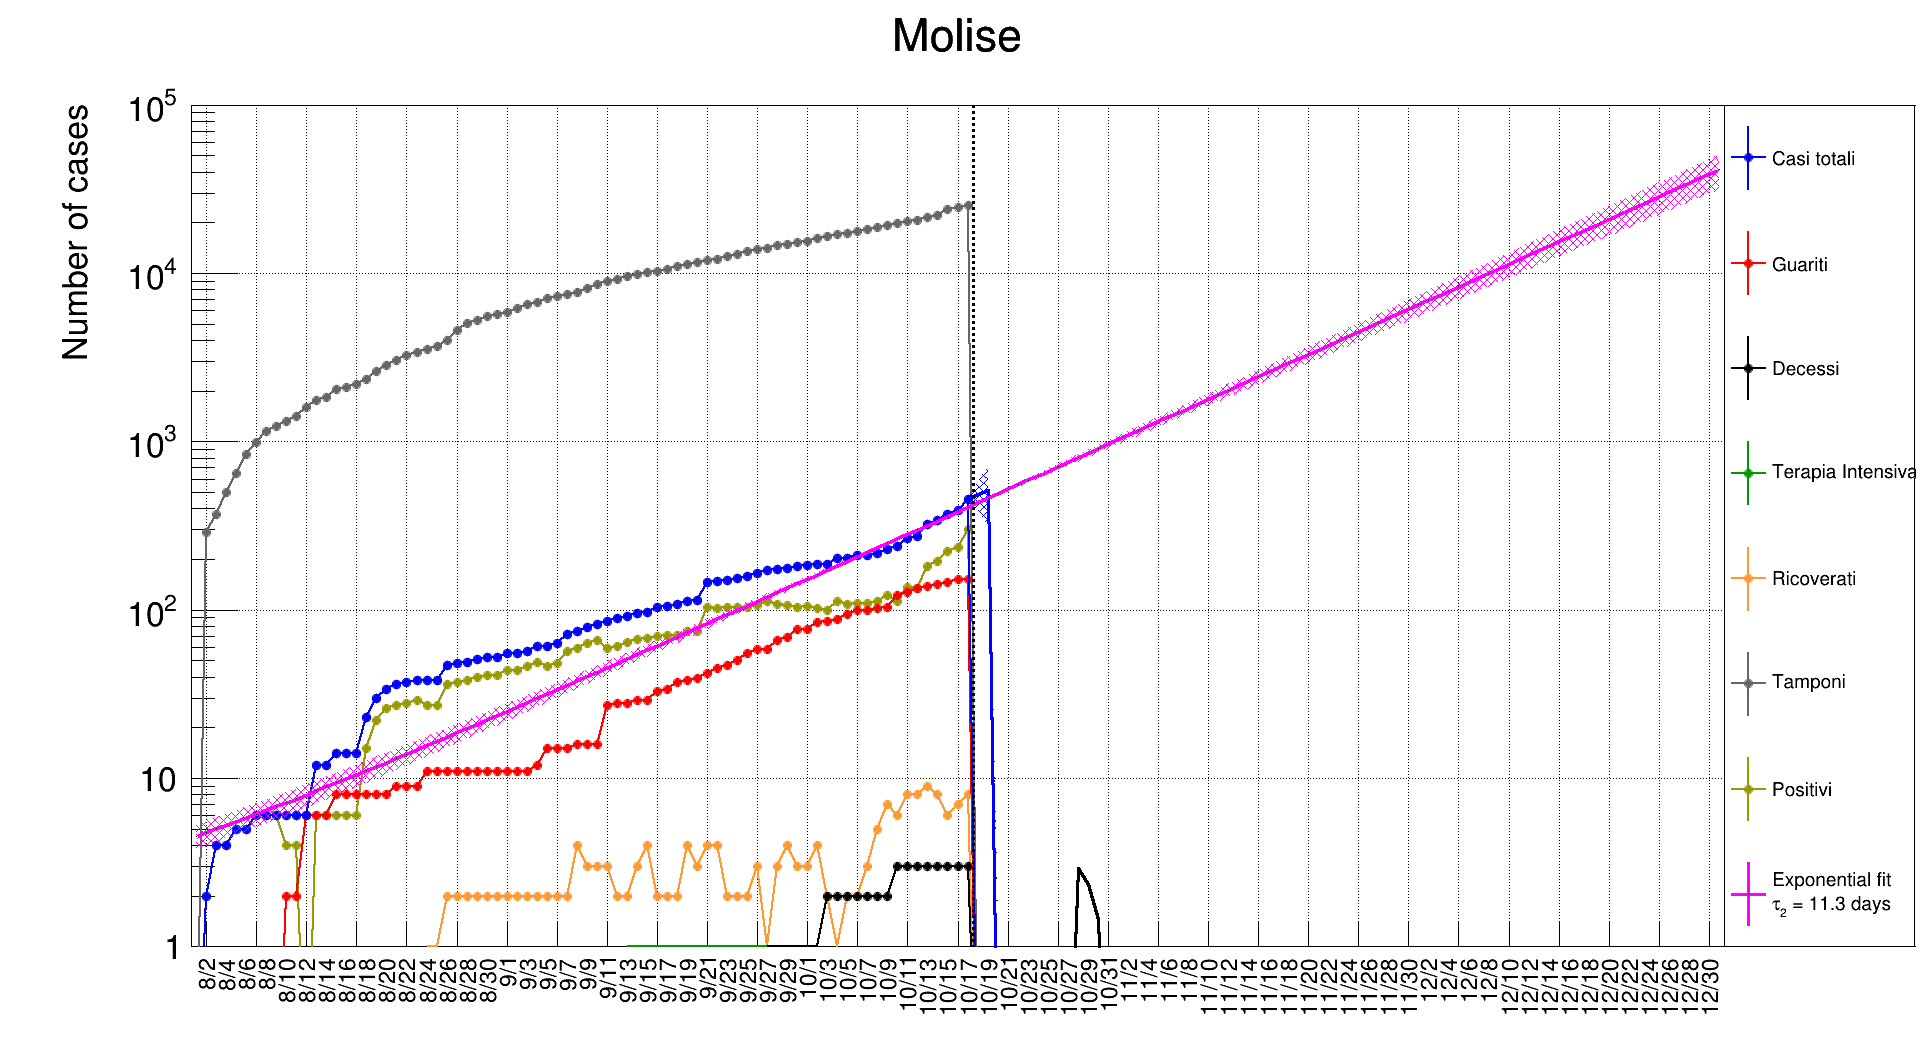 Molise
Number of cases
10^5
10^4
10^3
10^2
10
1
8/2 8/4 8/6 8/8 8/10 8/12 8/14 8/16 8/18 8/20 8/22 8/24 8/26 8/28 8/30 9/1 9/3 9/5 9/7 9/9 9/11 9/13 9/15 9/17 9/19 9/21 9/23 9/25 9/27 9/29 10/1 10/3 10/5 10/7 10/9 10/11 10/13 10/15 10/17 10/19 10/21 10/23 10/25 10/27 10/29 10/31 11/2 11/4 11/6 11/8 11/10 11/12 11/14 11/16 11/18 11/20 11/22 11/24 11/26 11/28 11/30 12/2 12/4 12/6 12/8 12/10 12/12 12/14 12/16 12/18 12/20 12/22 12/24 12/26 12/28 12/30
Casi totali
Guariti
Decessi
Terapia Intensiva
Ricoverati
Tamponi
Positivi
Exponential fit
τ₂ = 11.3 days